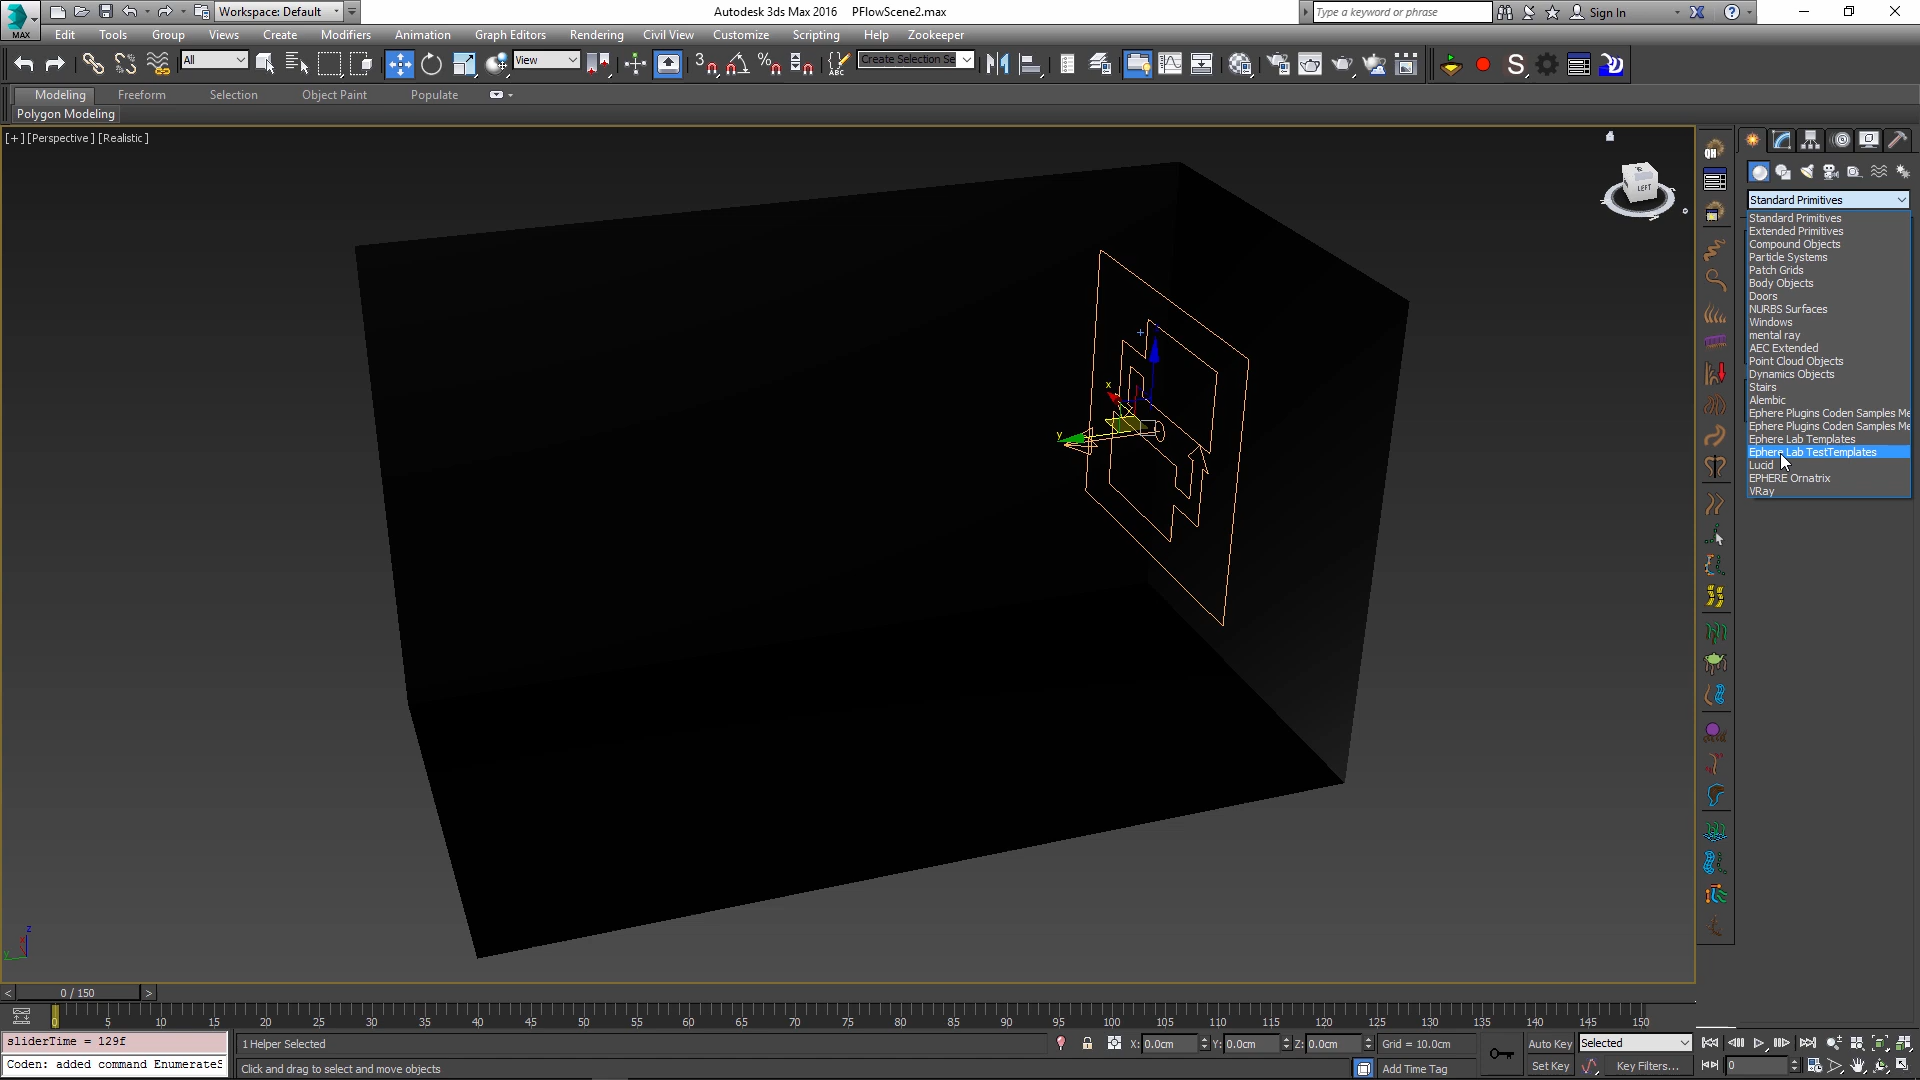 Workspace: Default
Autodesk 3ds Max 2016    PFlowScene2.max
Type a keyword or phrase
Sign In
MAX
Edit
Tools
Group
Views
Create
Modifiers
Animation
Graph Editors
Rendering
Civil View
Customize
Scripting
Help
Zookeeper
All
View
3
ABC
Create Selection Se
S
Modeling
Freeform
Selection
Object Paint
Populate
Polygon Modeling
[+] [Perspective ] [Realistic ]
LEFT
QH
Standard Primitives
Standard Primitives
Extended Primitives
Compound Objects
Particle Systems
Patch Grids
Body Objects
Doors
NURBS Surfaces
Windows
mental ray
AEC Extended
Point Cloud Objects
Dynamics Objects
Stairs
Alembic
Ephere Plugins Coden Samples Me
Ephere Plugins Coden Samples Me
Ephere Lab Templates
Ephere Lab TestTemplates
Lucid
EPHERE Ornatrix
VRay
x
y
z
x
y
< 0 / 150 >
0 5 10 15 20 25 30 35 40 45 50 55 60 65 70 75 80 85 90 95 100 105 110 115 120 125 130 135 140 145 150
sliderTime = 129f
Coden: added command EnumerateS
1 Helper Selected
Click and drag to select and move objects
X: 0.0cm
Y: 0.0cm
Z: 0.0cm
Grid = 10.0cm
Add Time Tag
Auto Key
Selected
Set Key
Key Filters...
0